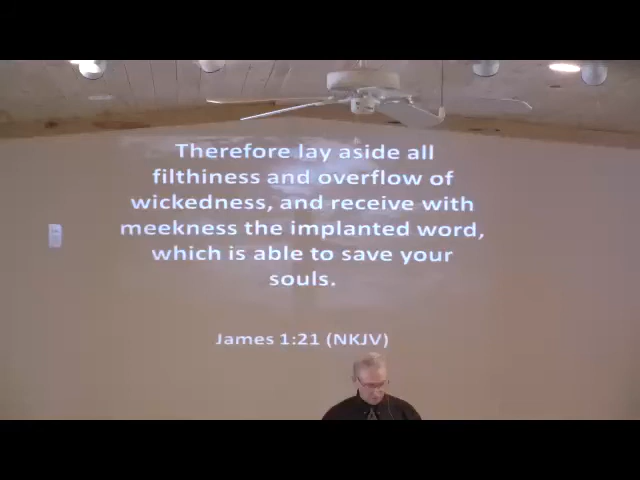 Therefore lay aside all
filthiness and overflow of
wickedness, and receive with
meekness the implanted word,
which is able to save your
souls.
James 1:21 (NKJV)